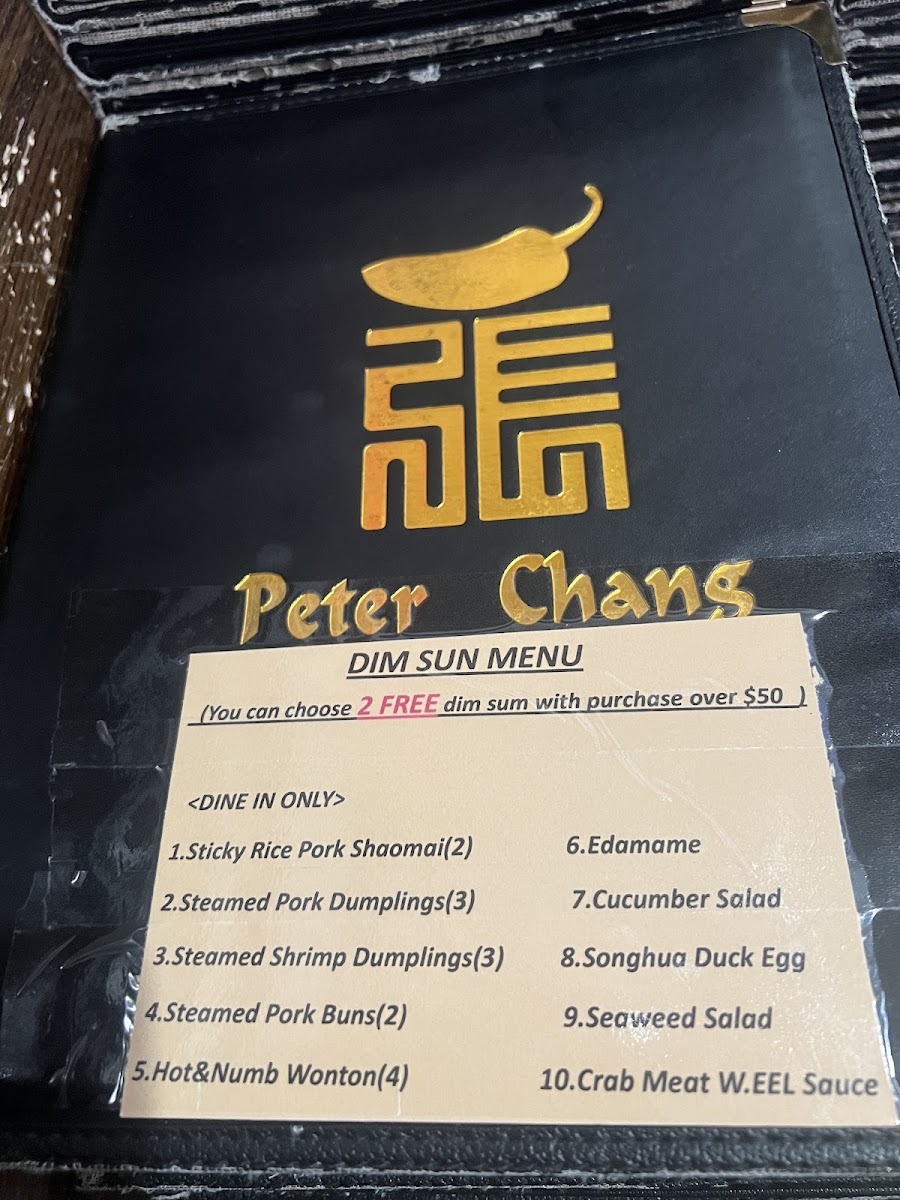 張
Peter Chang
DIM SUN MENU
(You can choose 2 FREE dim sum with purchase over $50 )
<DINE IN ONLY>
1.Sticky Rice Pork Shaomai(2)
2.Steamed Pork Dumplings(3)
3.Steamed Shrimp Dumplings(3)
4.Steamed Pork Buns(2)
5.Hot&Numb Wonton(4)
6.Edamame
7.Cucumber Salad
8.Songhua Duck Egg
9.Seaweed Salad
10.Crab Meat W.EEL Sauce